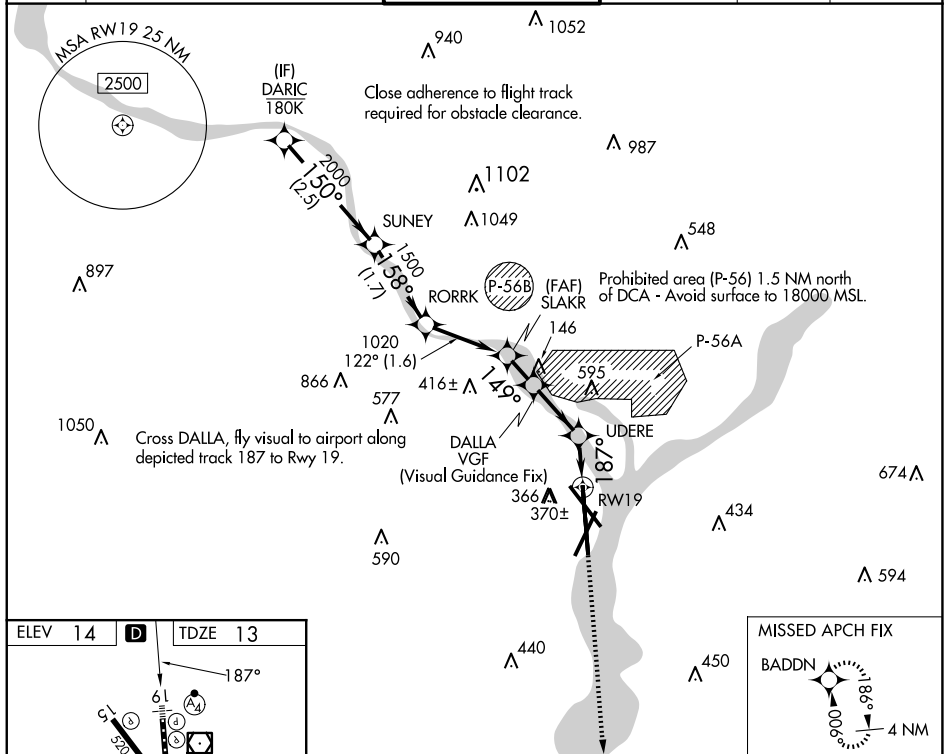 1052
940
MSA RW19 25 NM
2500
(IF)
DARIC
180K
Close adherence to flight track
required for obstacle clearance.
987
2000
150°
(2.5)
1102
1049
SUNEY
548
897
1500
158°
(1.7)
P-56B
(FAF)
SLAKR
Prohibited area (P-56) 1.5 NM north
of DCA - Avoid surface to 18000 MSL.
RORRK
146
P-56A
1020
122° (1.6)
866
416±
149°
595
577
1050
Cross DALLA, fly visual to airport along
depicted track 187 to Rwy 19.
DALLA
VGF
(Visual Guidance Fix)
UDERE
187°
674
366
370±
RW19
434
590
594
ELEV 14
D
TDZE 13
187°
19
A4
15
P
P
520
440
450
MISSED APCH FIX
BADDN
186°
006°
4 NM